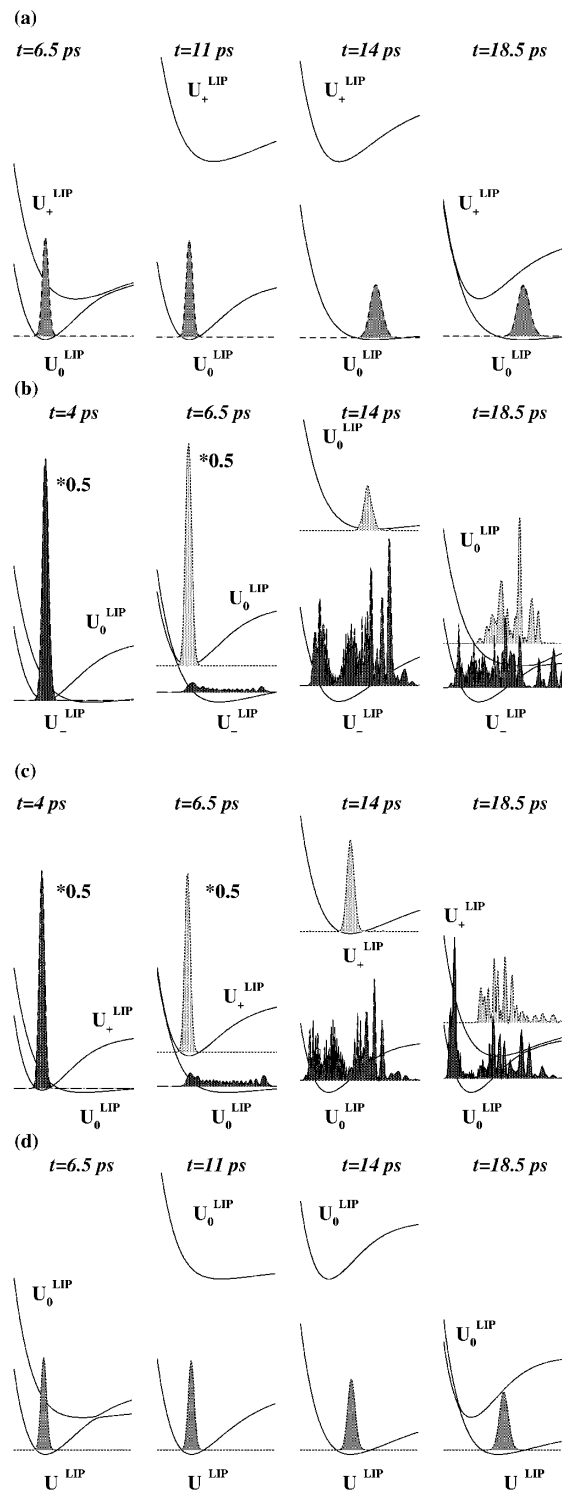 (a)
t=6.5 ps t=11 ps t=14 ps t=18.5 ps
U₊ᴸᴵᴾ U₊ᴸᴵᴾ
U₊ᴸᴵᴾ U₊ᴸᴵᴾ
U₀ᴸᴵᴾ U₀ᴸᴵᴾ U₀ᴸᴵᴾ U₀ᴸᴵᴾ
(b)
t=4 ps t=6.5 ps t=14 ps t=18.5 ps
U₀ᴸᴵᴾ
*0.5 *0.5
U₀ᴸᴵᴾ
U₀ᴸᴵᴾ U₀ᴸᴵᴾ
U₋ᴸᴵᴾ U₋ᴸᴵᴾ U₋ᴸᴵᴾ U₋ᴸᴵᴾ
(c)
t=4 ps t=6.5 ps t=14 ps t=18.5 ps
*0.5 *0.5
U₊ᴸᴵᴾ
U₊ᴸᴵᴾ U₊ᴸᴵᴾ U₊ᴸᴵᴾ
U₀ᴸᴵᴾ U₀ᴸᴵᴾ U₀ᴸᴵᴾ U₀ᴸᴵᴾ
(d)
t=6.5 ps t=11 ps t=14 ps t=18.5 ps
U₀ᴸᴵᴾ U₀ᴸᴵᴾ
U₀ᴸᴵᴾ
U₀ᴸᴵᴾ
U ᴸᴵᴾ U ᴸᴵᴾ U ᴸᴵᴾ U ᴸᴵᴾ